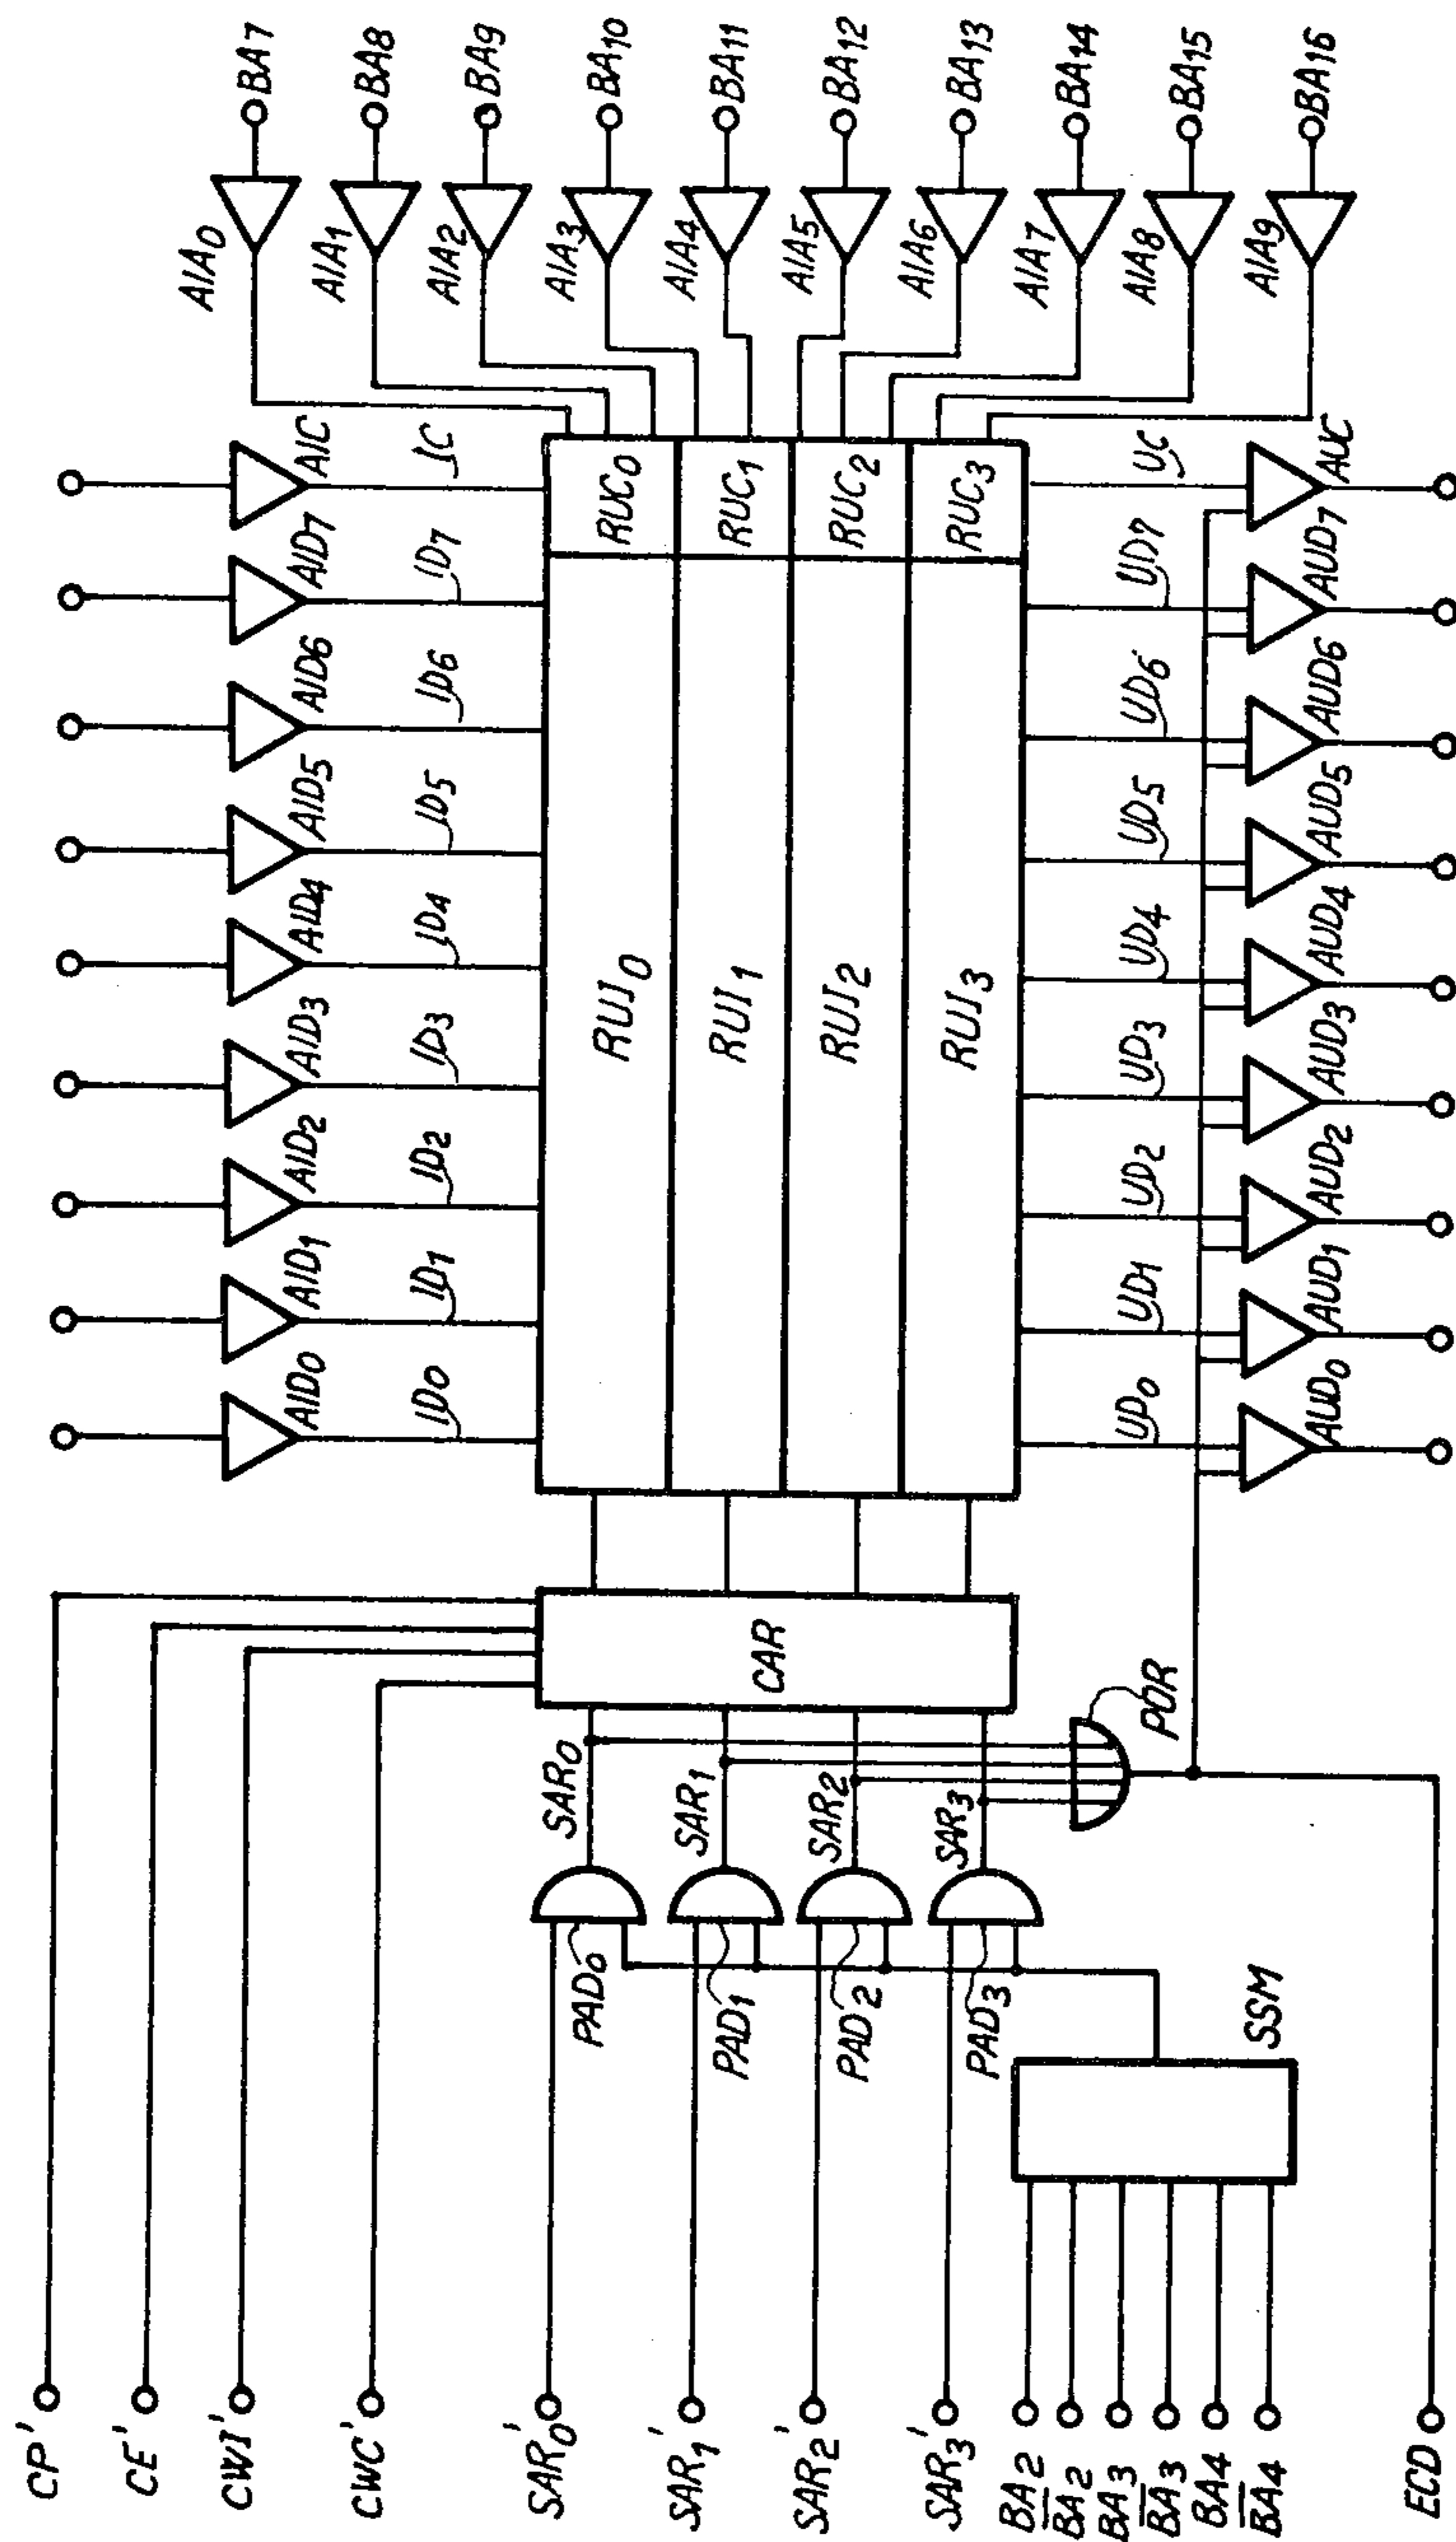 CP'
CE'
CWI'
CWC'
SAR0'
SAR1'
SAR2'
SAR3'
BA2
B̅A̅2
BA3
B̅A̅3
BA4
B̅A̅4
ECD
SSM
PAD0
PAD1
PAD2
PAD3
SAR0
SAR1
SAR2
SAR3
POR
CAR
AID0
AID1
AID2
AID3
AID4
AID5
AID6
AID7
AIC
ID0
ID1
ID2
ID3
ID4
ID5
ID6
ID7
IC
RUI0
RUC0
RUI1
RUC1
RUI2
RUC2
RUI3
RUC3
UD0
UD1
UD2
UD3
UD4
UD5
UD6
UD7
UC
AUD0
AUD1
AUD2
AUD3
AUD4
AUD5
AUD6
AUD7
AUC
AIA0
AIA1
AIA2
AIA3
AIA4
AIA5
AIA6
AIA7
AIA8
AIA9
BA7
BA8
BA9
BA10
BA11
BA12
BA13
BA14
BA15
BA16